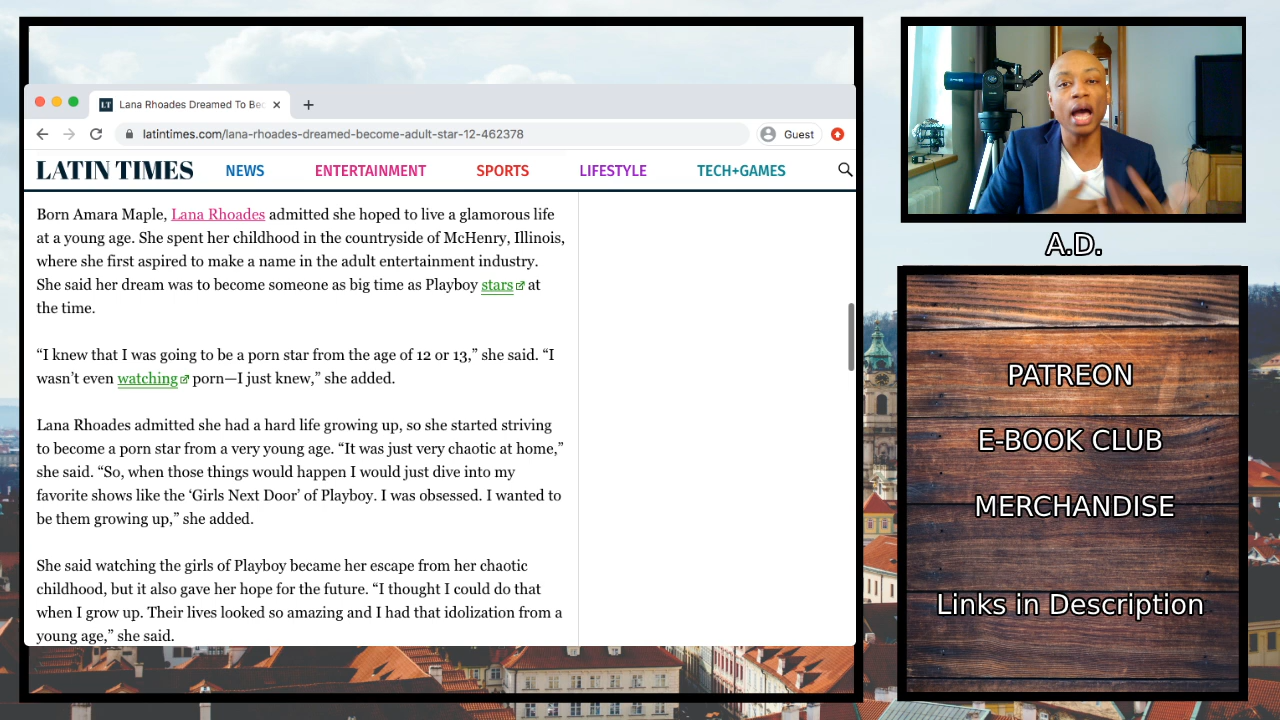 LT Lana Rhoades Dreamed To Bec
latintimes.com/lana-rhoades-dreamed-become-adult-star-12-462378
Guest
LATIN TIMES NEWS ENTERTAINMENT SPORTS LIFESTYLE TECH+GAMES
Born Amara Maple, Lana Rhoades admitted she hoped to live a glamorous life
at a young age. She spent her childhood in the countryside of McHenry, Illinois,
where she first aspired to make a name in the adult entertainment industry.
She said her dream was to become someone as big time as Playboy stars at
the time.
“I knew that I was going to be a porn star from the age of 12 or 13,” she said. “I
wasn’t even watching porn—I just knew,” she added.
Lana Rhoades admitted she had a hard life growing up, so she started striving
to become a porn star from a very young age. “It was just very chaotic at home,”
she said. “So, when those things would happen I would just dive into my
favorite shows like the ‘Girls Next Door’ of Playboy. I was obsessed. I wanted to
be them growing up,” she added.
She said watching the girls of Playboy became her escape from her chaotic
childhood, but it also gave her hope for the future. “I thought I could do that
when I grow up. Their lives looked so amazing and I had that idolization from a
young age,” she said.
A.D.
PATREON
E-BOOK CLUB
MERCHANDISE
Links in Description